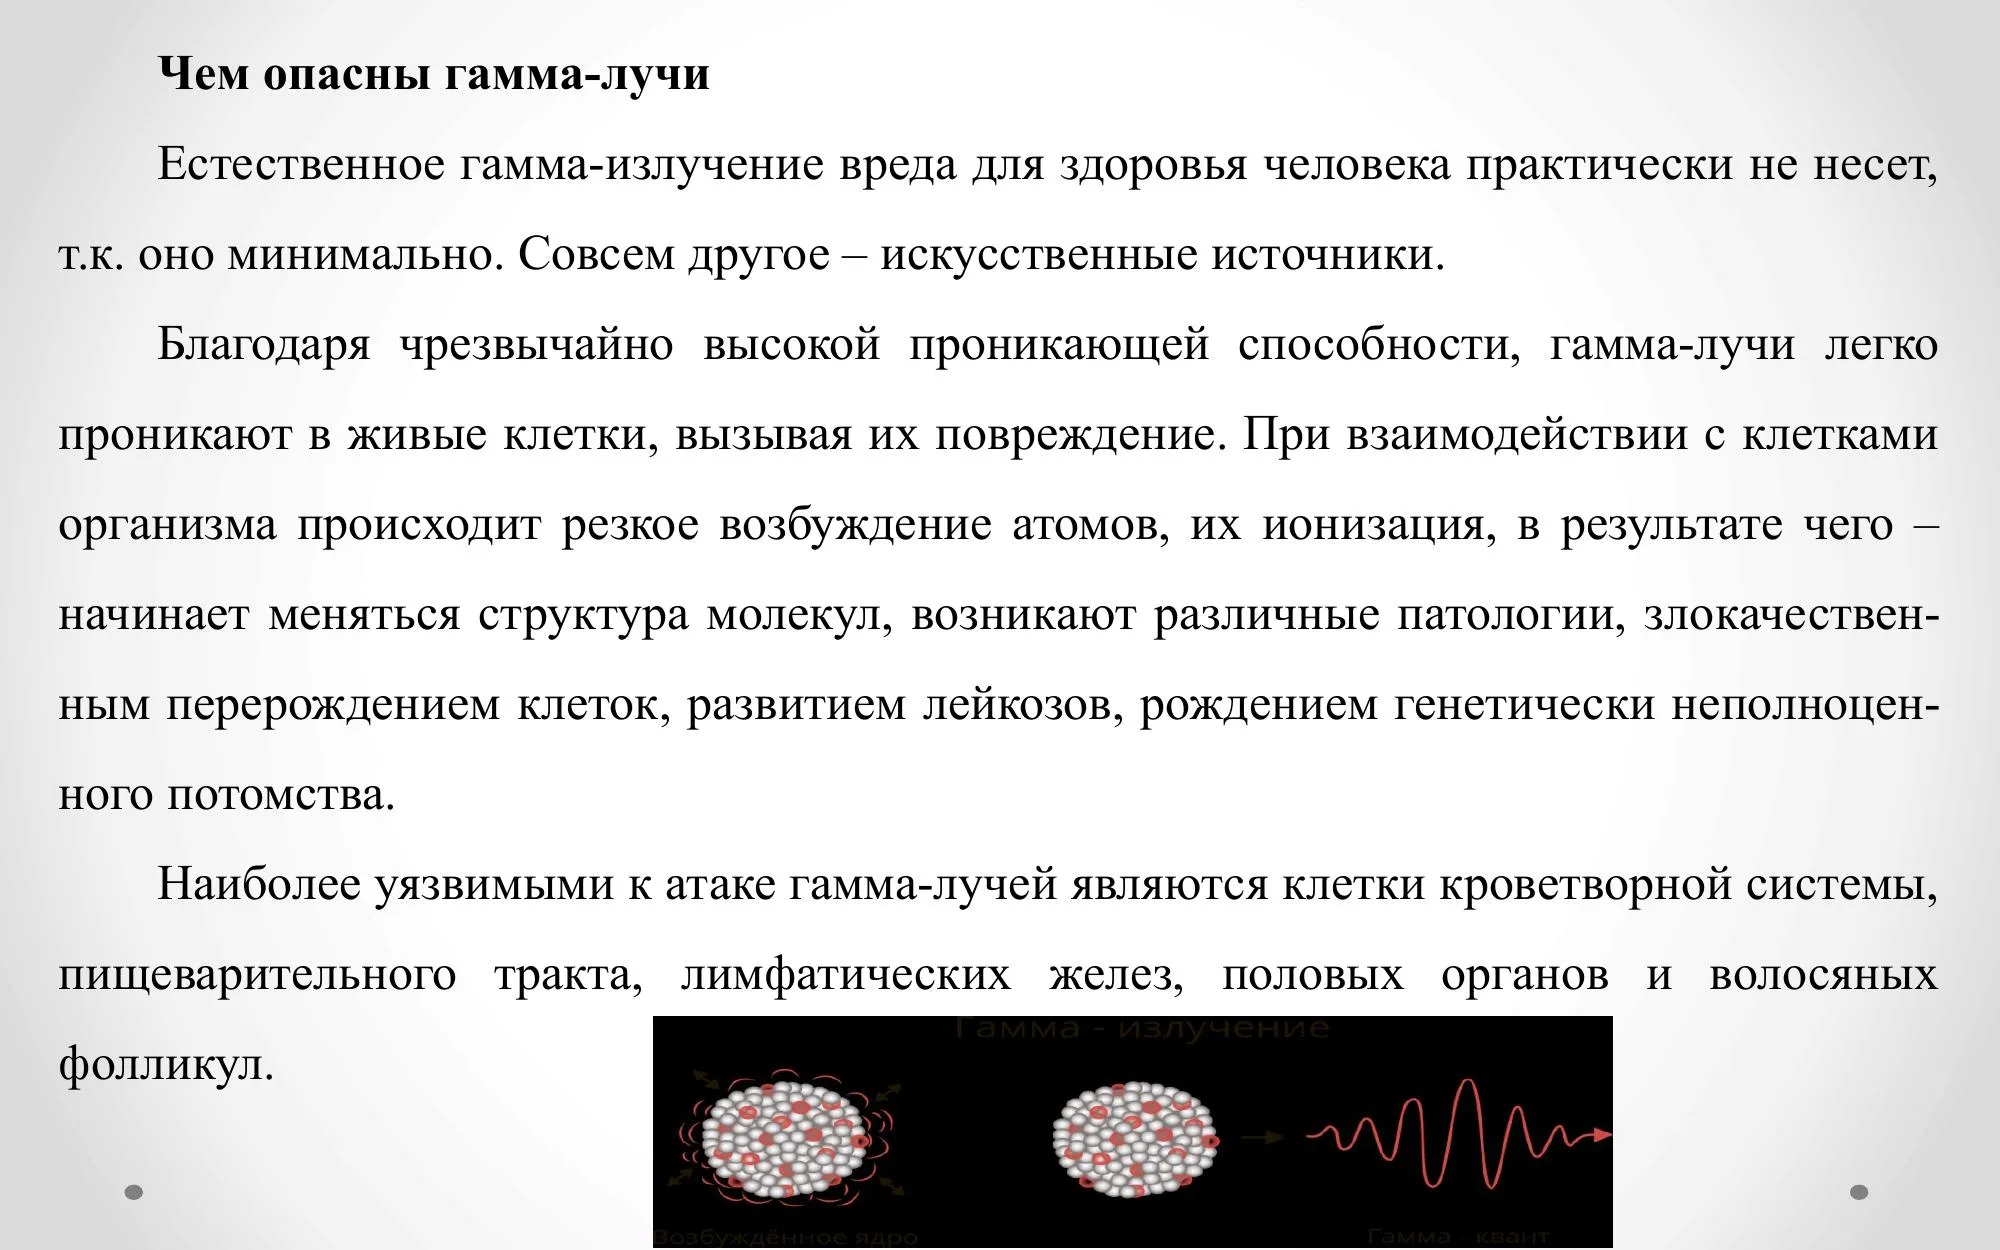 Чем опасны гамма-лучи
Естественное гамма-излучение вреда для здоровья человека практически не несет,
т.к. оно минимально. Совсем другое – искусственные источники.
Благодаря чрезвычайно высокой проникающей способности, гамма-лучи легко
проникают в живые клетки, вызывая их повреждение. При взаимодействии с клетками
организма происходит резкое возбуждение атомов, их ионизация, в результате чего –
начинает меняться структура молекул, возникают различные патологии, злокачествен-
ным перерождением клеток, развитием лейкозов, рождением генетически неполноцен-
ного потомства.
Наиболее уязвимыми к атаке гамма-лучей являются клетки кроветворной системы,
пищеварительного тракта, лимфатических желез, половых органов и волосяных
фолликул.
Гамма - излучение
Возбуждённое ядро
Гамма - квант